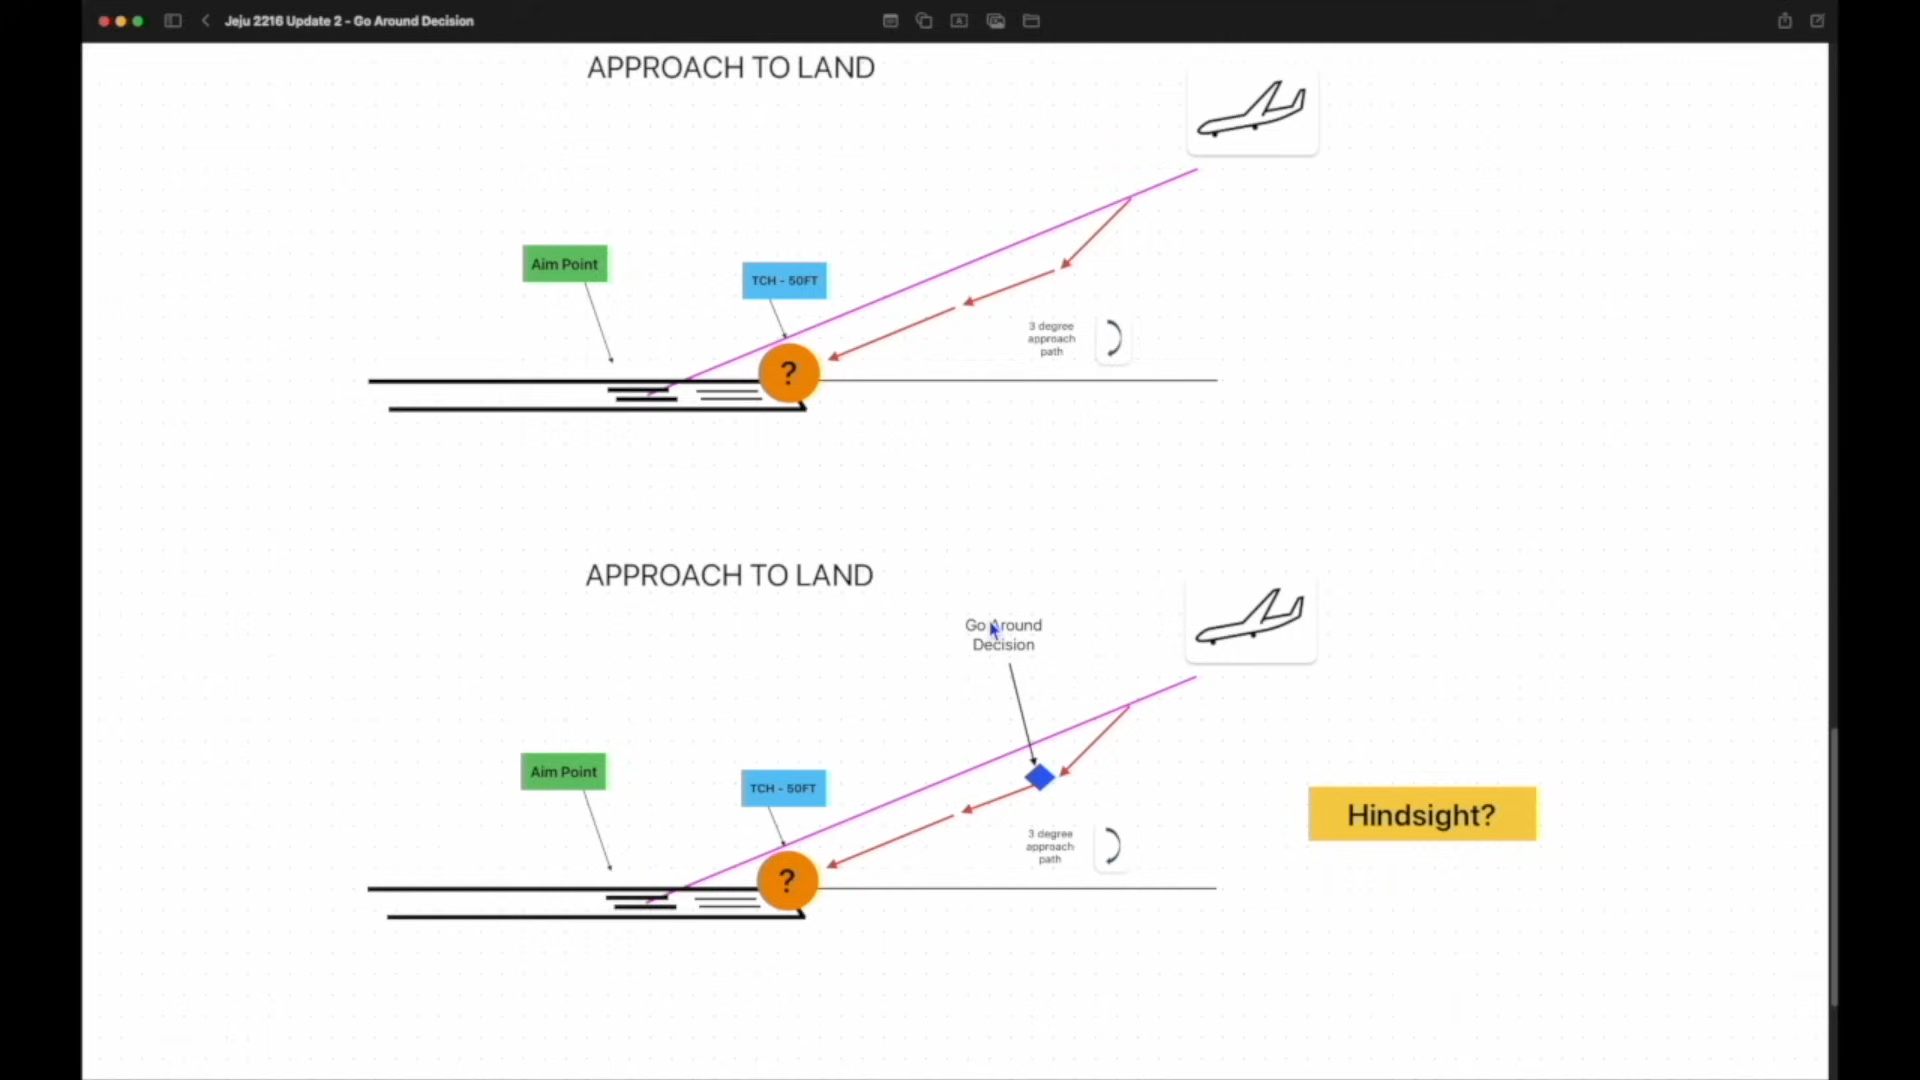 Jeju 2216 Update 2 - Go Around Decision
APPROACH TO LAND
Aim Point
TCH - 50FT
3 degree
approach
path
?
APPROACH TO LAND
Go Around
Decision
Aim Point
TCH - 50FT
3 degree
approach
path
Hindsight?
?